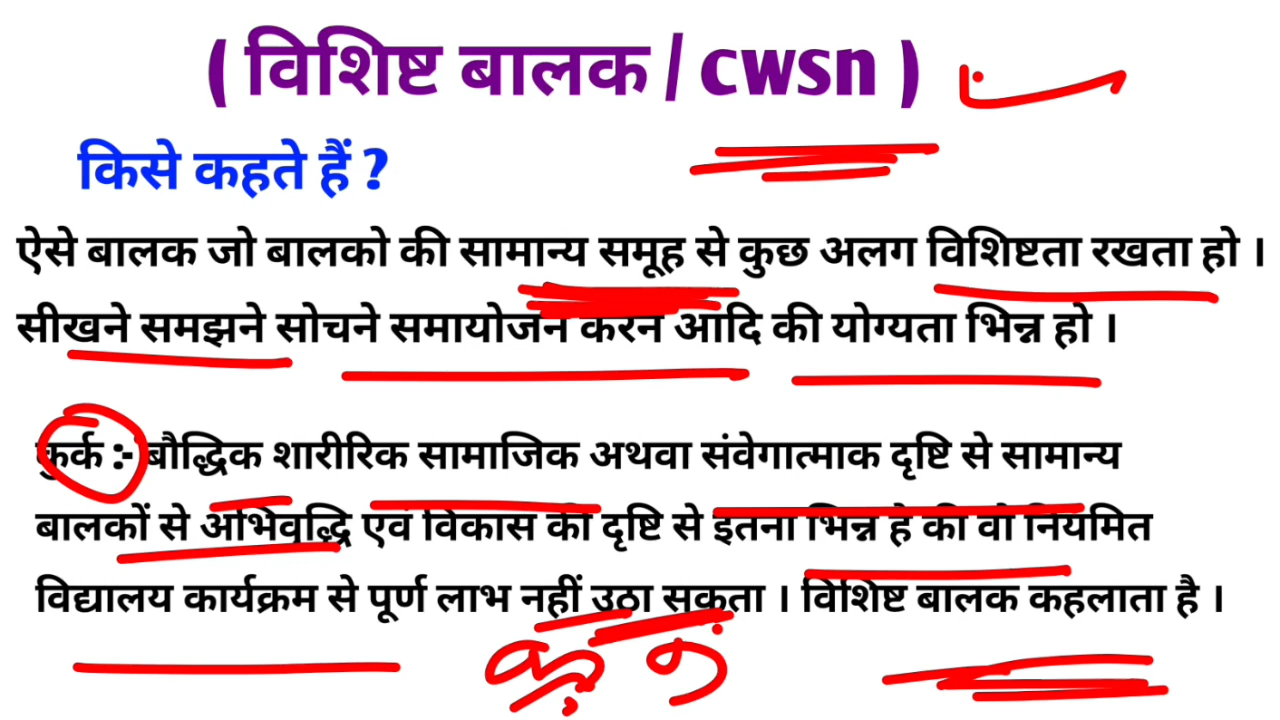 ( विशिष्ट बालक / cwsn )
किसे कहते हैं ?
ऐसे बालक जो बालको की सामान्य समूह से कुछ अलग विशिष्टता रखता हो ।
सीखने समझने सोचने समायोजन करने आदि की योग्यता भिन्न हो ।
कुर्क :- बौद्धिक शारीरिक सामाजिक अथवा संवेगात्माक दृष्टि से सामान्य
बालकों से अभिवृद्धि एवं विकास की दृष्टि से इतना भिन्न है की वो नियमित
विद्यालय कार्यक्रम से पूर्ण लाभ नहीं उठा सकता । विशिष्ट बालक कहलाता है ।